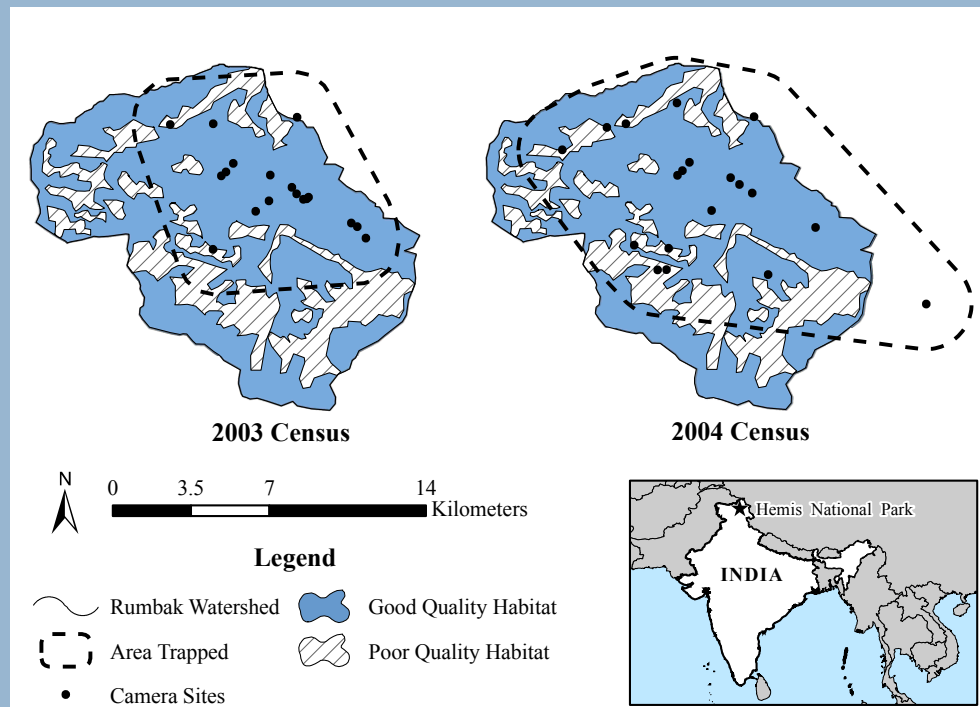 2003 Census
2004 Census
N
0 3.5 7 14
Kilometers
Legend
Rumbak Watershed
Good Quality Habitat
Area Trapped
Poor Quality Habitat
Camera Sites
Hemis National Park
INDIA